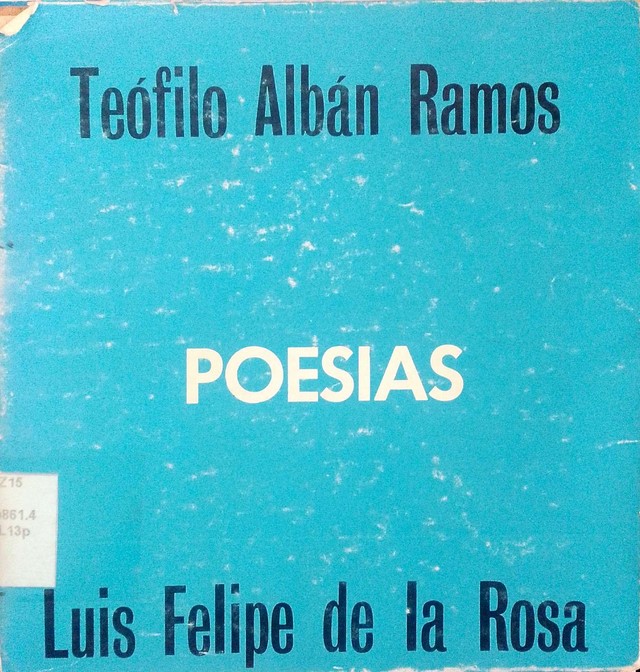 Teófilo Albán Ramos
POESIAS
Z15
861.4
L13p
Luis Felipe de la Rosa